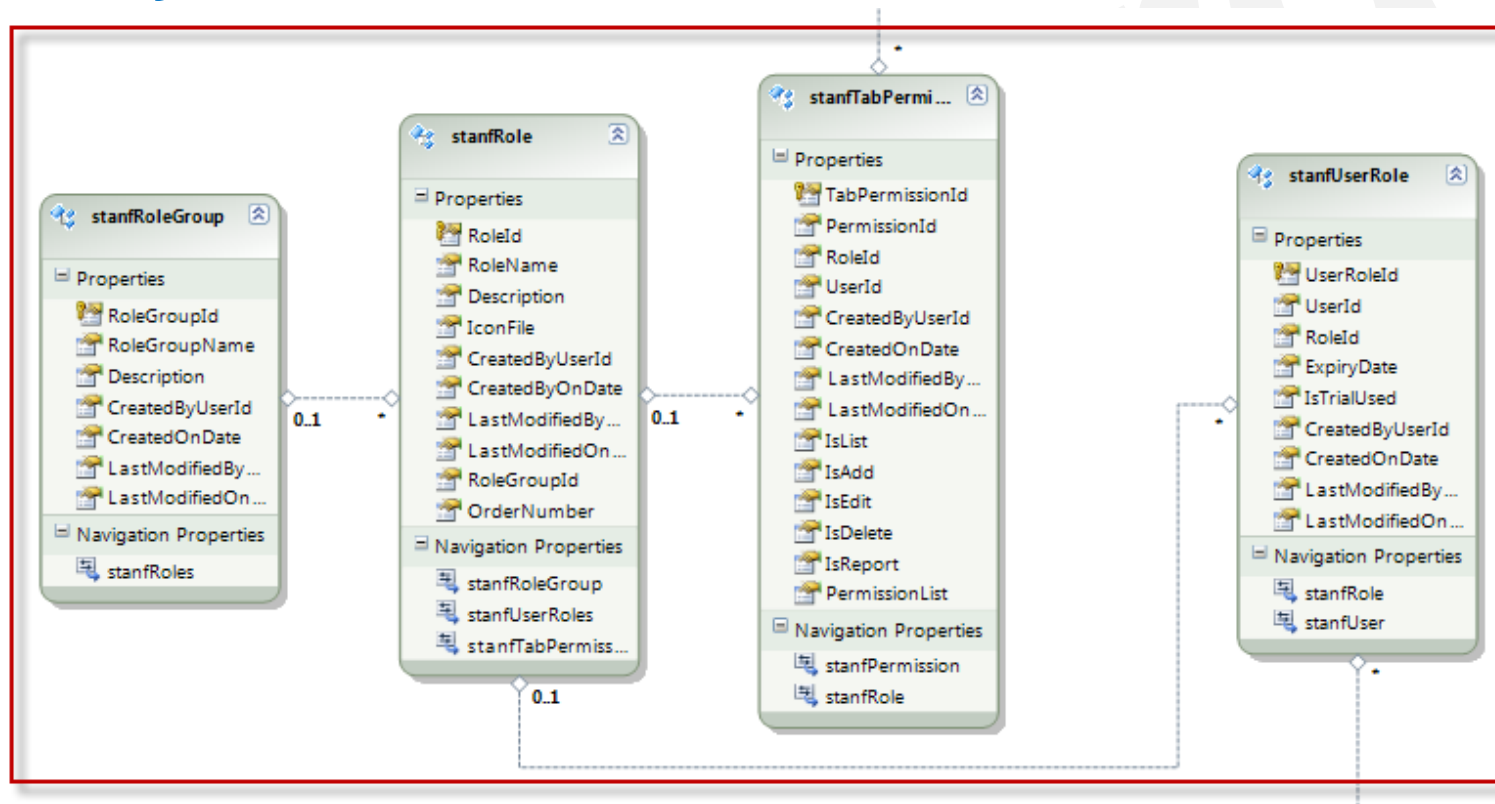 stanfRoleGroup
Properties
RoleGroupId
RoleGroupName
Description
CreatedByUserId
CreatedOnDate
LastModifiedBy...
LastModifiedOn...
Navigation Properties
stanfRoles
0..1
*
stanfRole
Properties
RoleId
RoleName
Description
IconFile
CreatedByUserId
CreatedByOnDate
LastModifiedBy...
LastModifiedOn...
RoleGroupId
OrderNumber
Navigation Properties
stanfRoleGroup
stanfUserRoles
stanfTabPermiss...
0..1
0..1
*
*
stanfTabPermi...
Properties
TabPermissionId
PermissionId
RoleId
UserId
CreatedByUserId
CreatedOnDate
LastModifiedBy...
LastModifiedOn...
IsList
IsAdd
IsEdit
IsDelete
IsReport
PermissionList
Navigation Properties
stanfPermission
stanfRole
*
stanfUserRole
Properties
UserRoleId
UserId
RoleId
ExpiryDate
IsTrialUsed
CreatedByUserId
CreatedOnDate
LastModifiedBy...
LastModifiedOn...
Navigation Properties
stanfRole
stanfUser
*